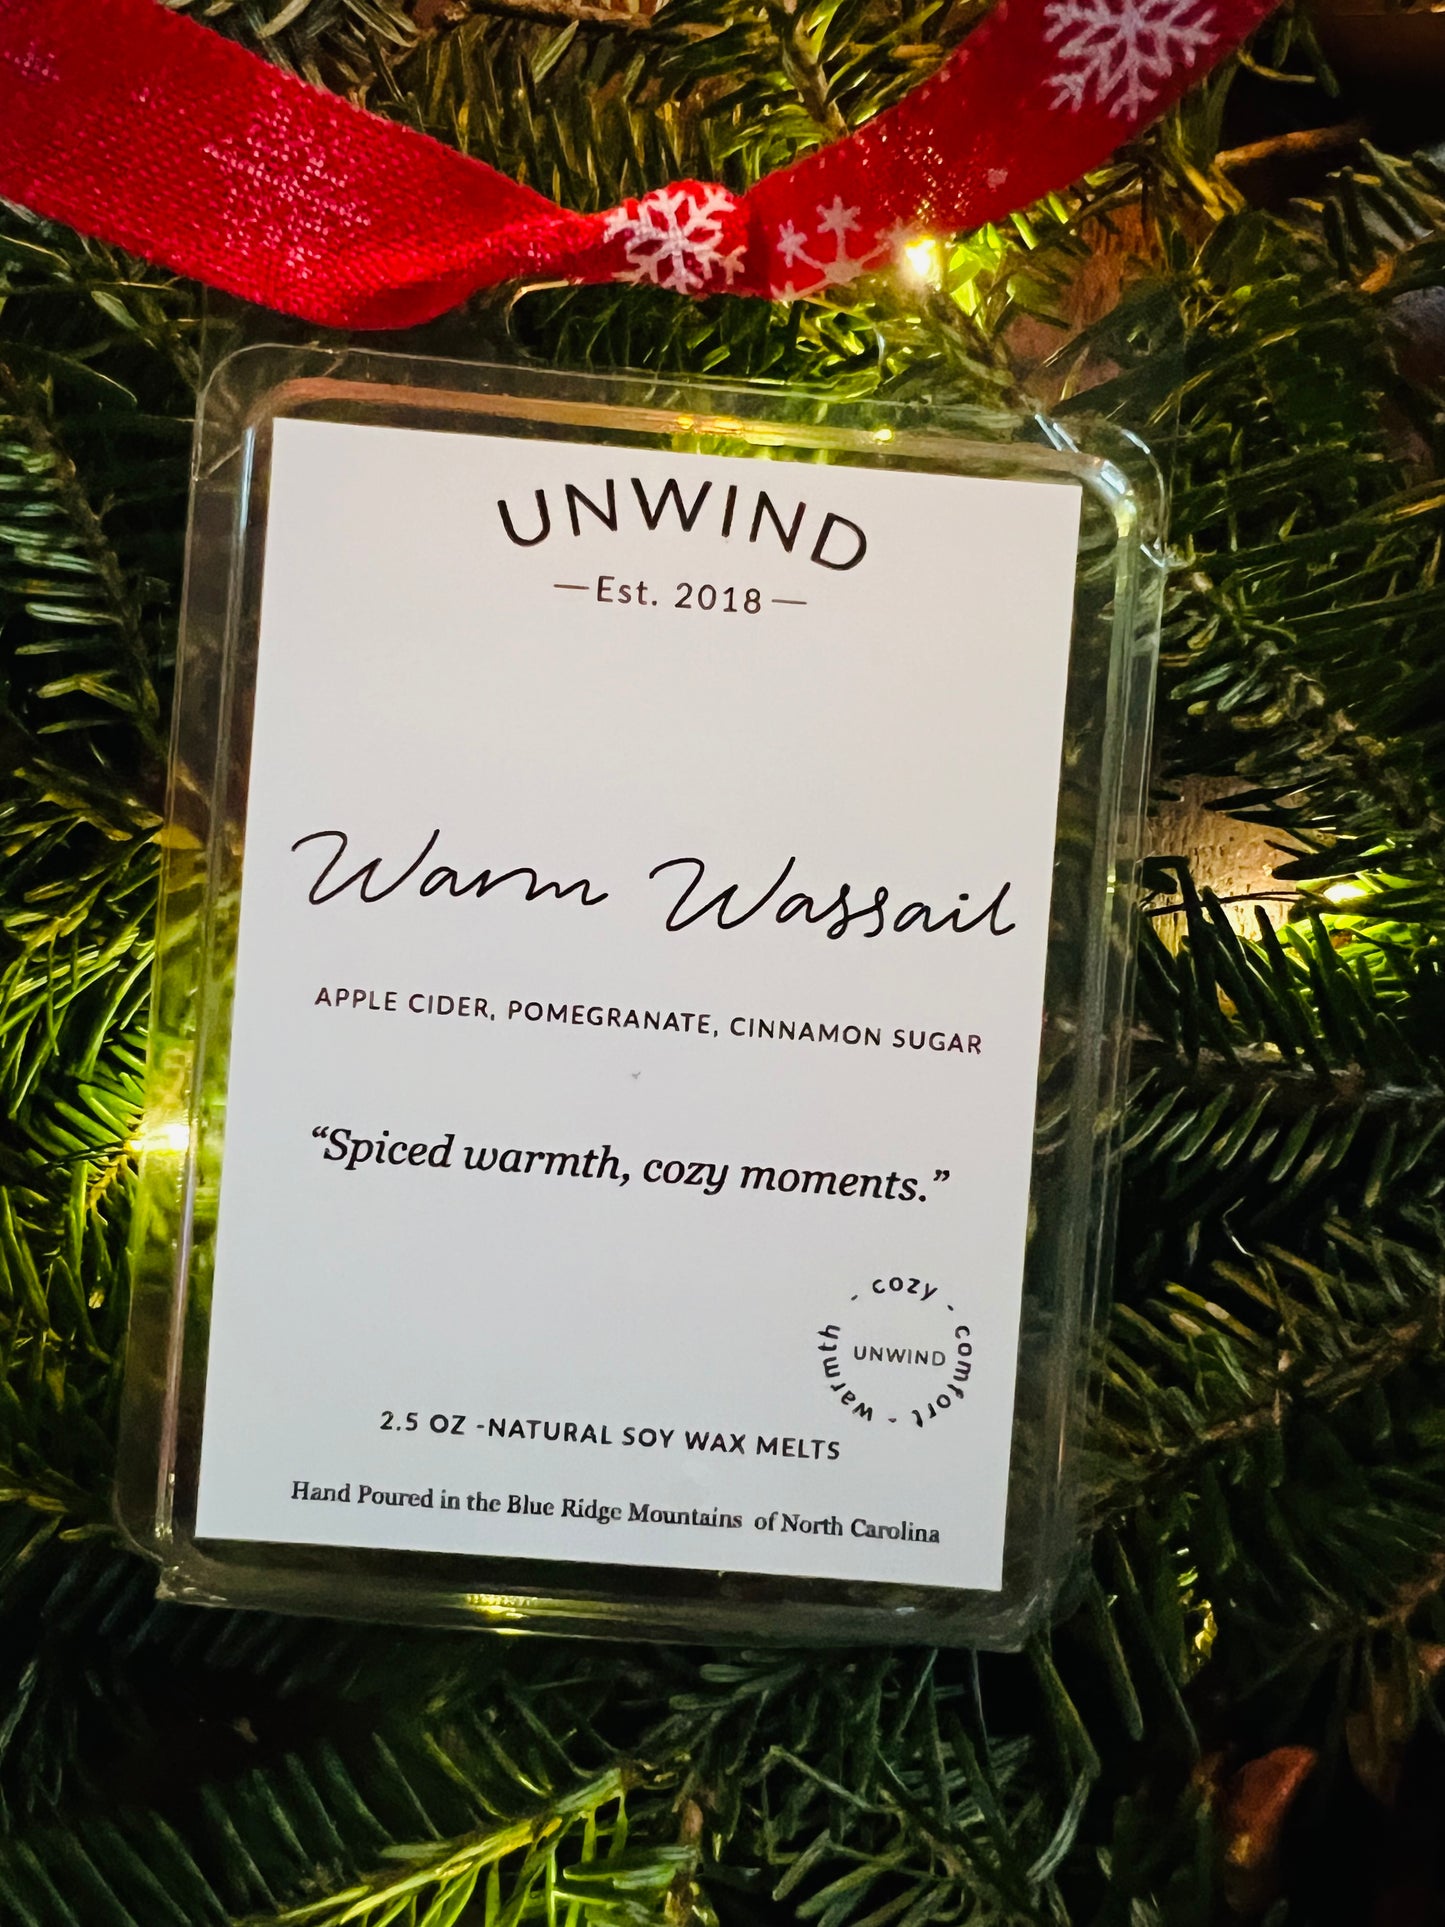 UNWIND
—Est. 2018—
Warm Wassail
APPLE CIDER, POMEGRANATE, CINNAMON SUGAR
“Spiced warmth, cozy moments.”
- cozy - comfort - warmth
UNWIND
2.5 OZ -NATURAL SOY WAX MELTS
Hand Poured in the Blue Ridge Mountains of North Carolina